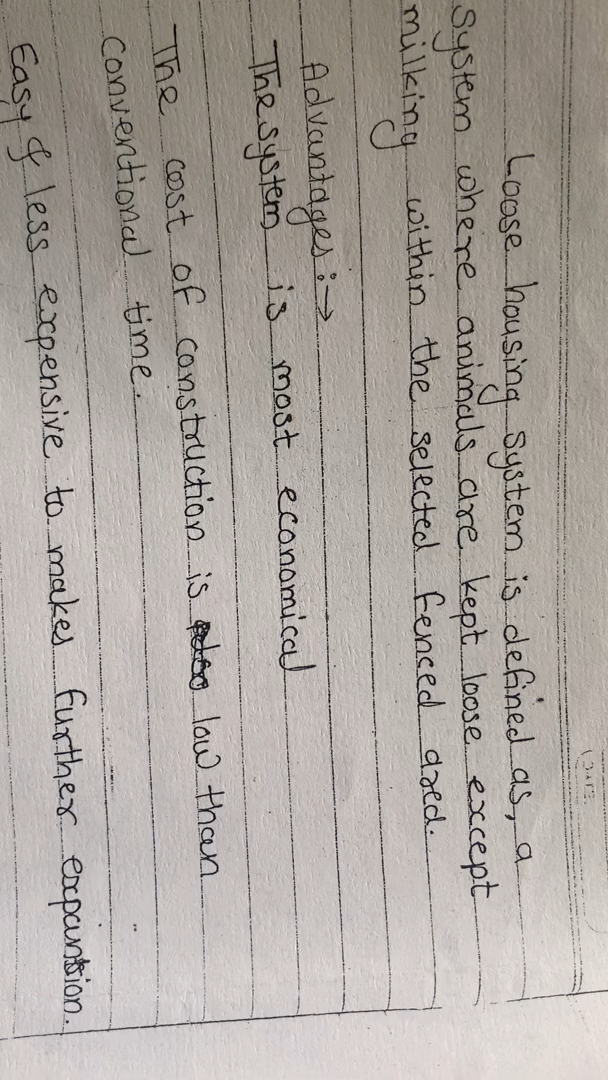 Loose housing system is defined as, a
system where animals are kept loose except
milking within the selected fenced area.
Advantages :→
The system is most economical
The cost of construction is low than
conventional time.
Easy & less expensive to makes further expansion.